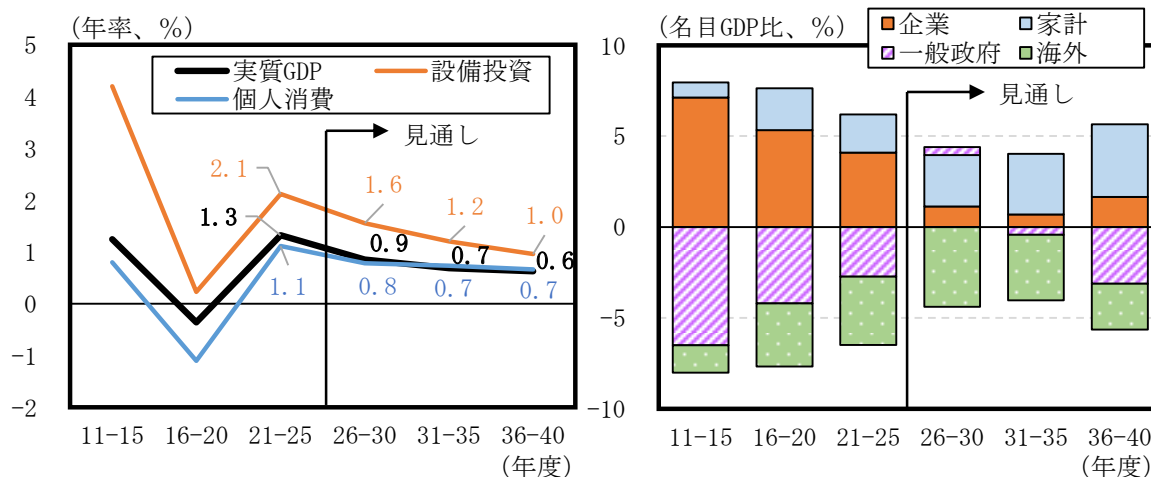 (年率、%)
5
4
3
2
1
0
-1
-2
実質GDP
設備投資
個人消費
見通し
2.1
1.6
1.2
1.0
1.3
0.9
0.7
0.6
1.1
0.8
0.7
0.7
11-15
16-20
21-25
26-30
31-35
36-40
(年度)
(名目GDP比、%)
10
5
0
-5
-10
企業
家計
一般政府
海外
見通し
11-15
16-20
21-25
26-30
31-35
36-40
(年度)